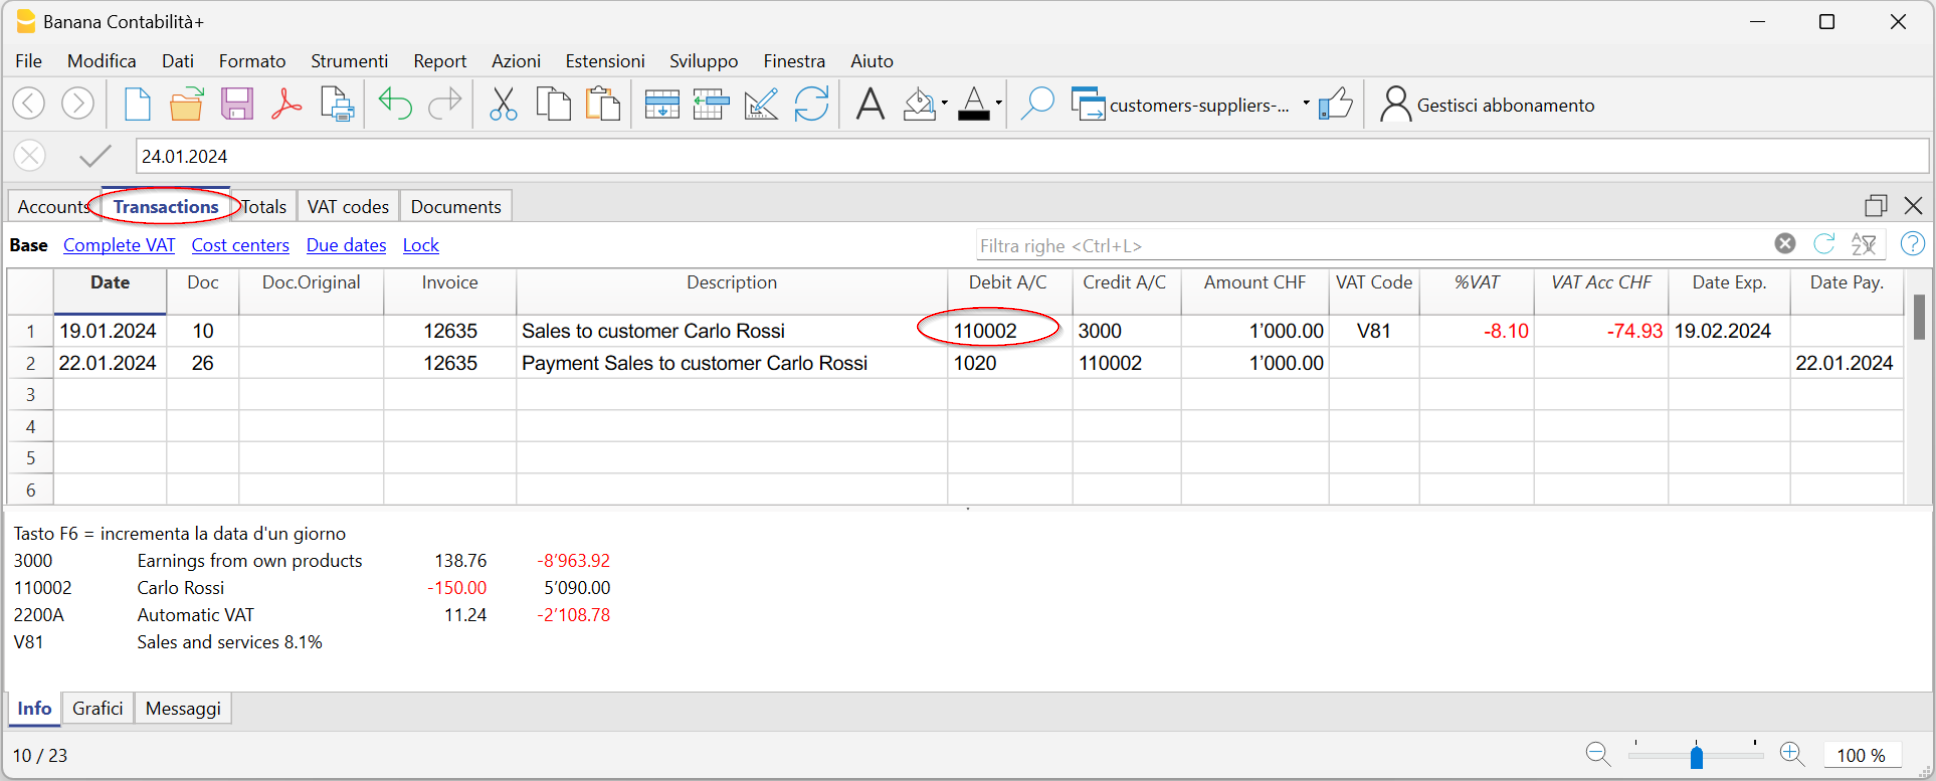 Banana Contabilità+
File Modifica Dati Formato Strumenti Report Azioni Estensioni Sviluppo Finestra Aiuto
customers-suppliers-... Gestisci abbonamento
24.01.2024
Accounts Transactions Totals VAT codes Documents
Base Complete VAT Cost centers Due dates Lock Filtra righe <Ctrl+L>
Date Doc Doc.Original Invoice Description Debit A/C Credit A/C Amount CHF VAT Code %VAT VAT Acc CHF Date Exp. Date Pay.
1 19.01.2024 10 12635 Sales to customer Carlo Rossi 110002 3000 1'000.00 V81 -8.10 -74.93 19.02.2024
2 22.01.2024 26 12635 Payment Sales to customer Carlo Rossi 1020 110002 1'000.00 22.01.2024
3
4
5
6
Tasto F6 = incrementa la data d'un giorno
3000 Earnings from own products 138.76 -8'963.92
110002 Carlo Rossi -150.00 5'090.00
2200A Automatic VAT 11.24 -2'108.78
V81 Sales and services 8.1%
Info Grafici Messaggi
10 / 23 100 %